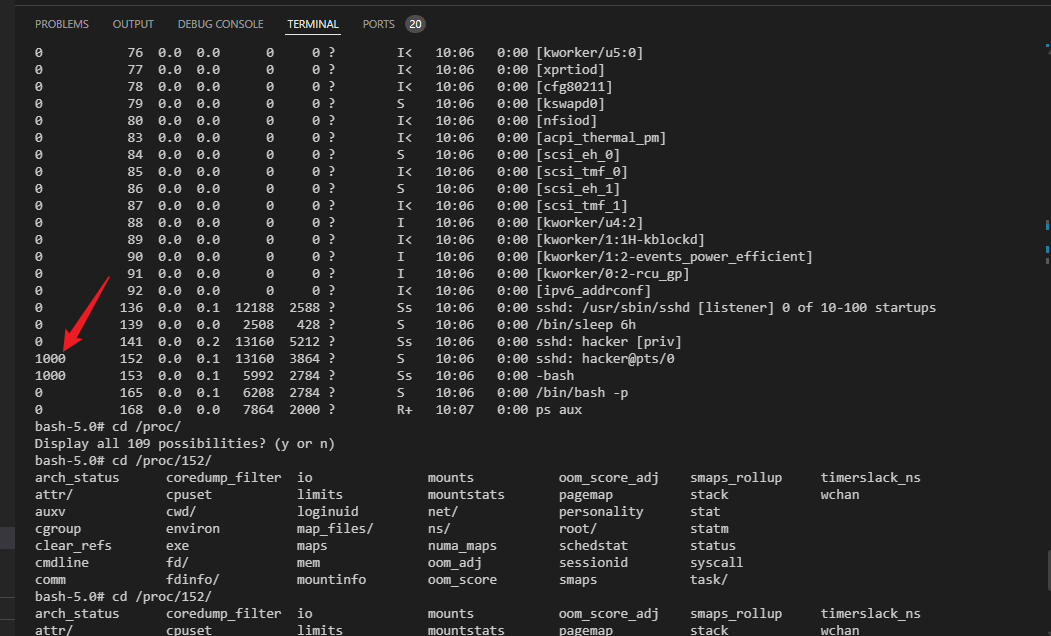 PROBLEMS OUTPUT DEBUG CONSOLE TERMINAL PORTS 20
0 76 0.0 0.0 0 0 ? I< 10:06 0:00 [kworker/u5:0]
0 77 0.0 0.0 0 0 ? I< 10:06 0:00 [xprtiod]
0 78 0.0 0.0 0 0 ? I< 10:06 0:00 [cfg80211]
0 79 0.0 0.0 0 0 ? S 10:06 0:00 [kswapd0]
0 80 0.0 0.0 0 0 ? I< 10:06 0:00 [nfsiod]
0 83 0.0 0.0 0 0 ? I< 10:06 0:00 [acpi_thermal_pm]
0 84 0.0 0.0 0 0 ? S 10:06 0:00 [scsi_eh_0]
0 85 0.0 0.0 0 0 ? I< 10:06 0:00 [scsi_tmf_0]
0 86 0.0 0.0 0 0 ? S 10:06 0:00 [scsi_eh_1]
0 87 0.0 0.0 0 0 ? I< 10:06 0:00 [scsi_tmf_1]
0 88 0.0 0.0 0 0 ? I 10:06 0:00 [kworker/u4:2]
0 89 0.0 0.0 0 0 ? I< 10:06 0:00 [kworker/1:1H-kblockd]
0 90 0.0 0.0 0 0 ? I 10:06 0:00 [kworker/1:2-events_power_efficient]
0 91 0.0 0.0 0 0 ? I 10:06 0:00 [kworker/0:2-rcu_gp]
0 92 0.0 0.0 0 0 ? I< 10:06 0:00 [ipv6_addrconf]
0 136 0.0 0.1 12188 2588 ? Ss 10:06 0:00 sshd: /usr/sbin/sshd [listener] 0 of 10-100 startups
0 139 0.0 0.0 2508 428 ? S 10:06 0:00 /bin/sleep 6h
0 141 0.0 0.2 13160 5212 ? Ss 10:06 0:00 sshd: hacker [priv]
1000 152 0.0 0.1 13160 3864 ? S 10:06 0:00 sshd: hacker@pts/0
1000 153 0.0 0.1 5992 2784 ? Ss 10:06 0:00 -bash
0 165 0.0 0.1 6208 2784 ? S 10:06 0:00 /bin/bash -p
0 168 0.0 0.0 7864 2000 ? R+ 10:07 0:00 ps aux
bash-5.0# cd /proc/
Display all 109 possibilities? (y or n)
bash-5.0# cd /proc/152/
arch_status coredump_filter io mounts oom_score_adj smaps_rollup timerslack_ns
attr/ cpuset limits mountstats pagemap stack wchan
auxv cwd/ loginuid net/ personality stat
cgroup environ map_files/ ns/ root/ statm
clear_refs exe maps numa_maps schedstat status
cmdline fd/ mem oom_adj sessionid syscall
comm fdinfo/ mountinfo oom_score smaps task/
bash-5.0# cd /proc/152/
arch_status coredump_filter io mounts oom_score_adj smaps_rollup timerslack_ns
attr/ cpuset limits mountstats pagemap stack wchan